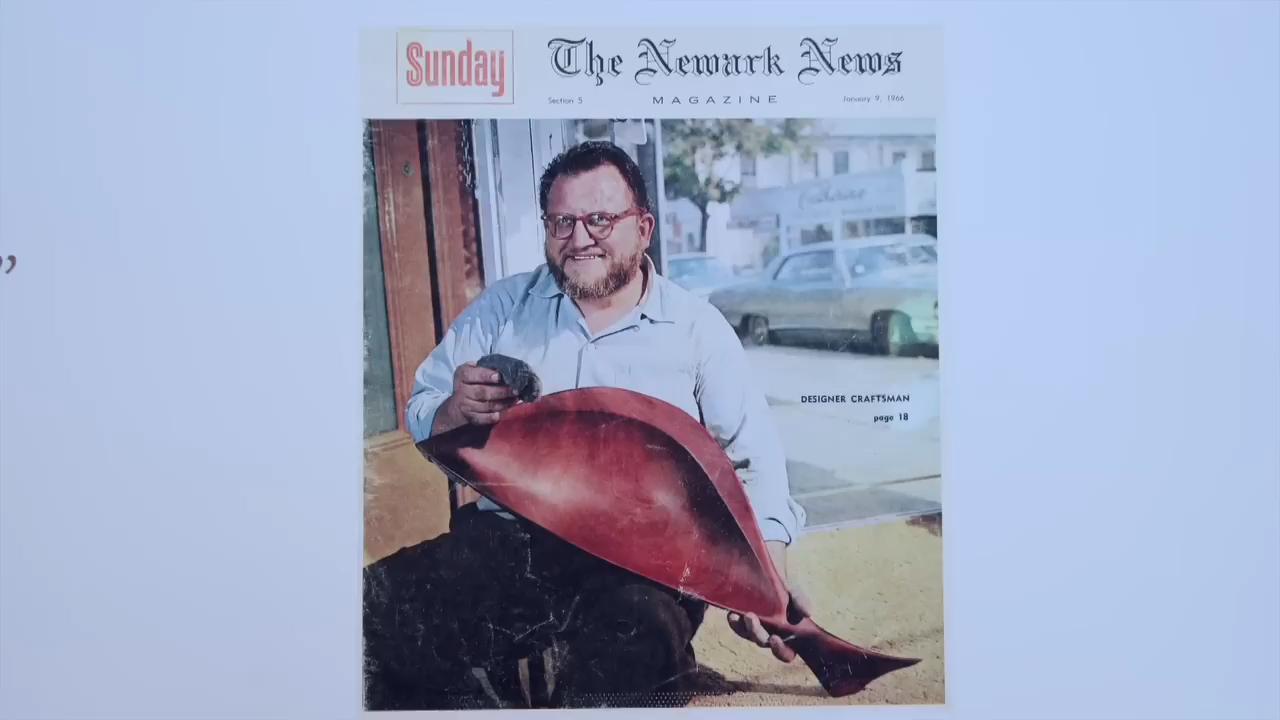 Sunday
The Newark News
Section 5
MAGAZINE
January 9, 1966
DESIGNER CRAFTSMAN
page 18
”